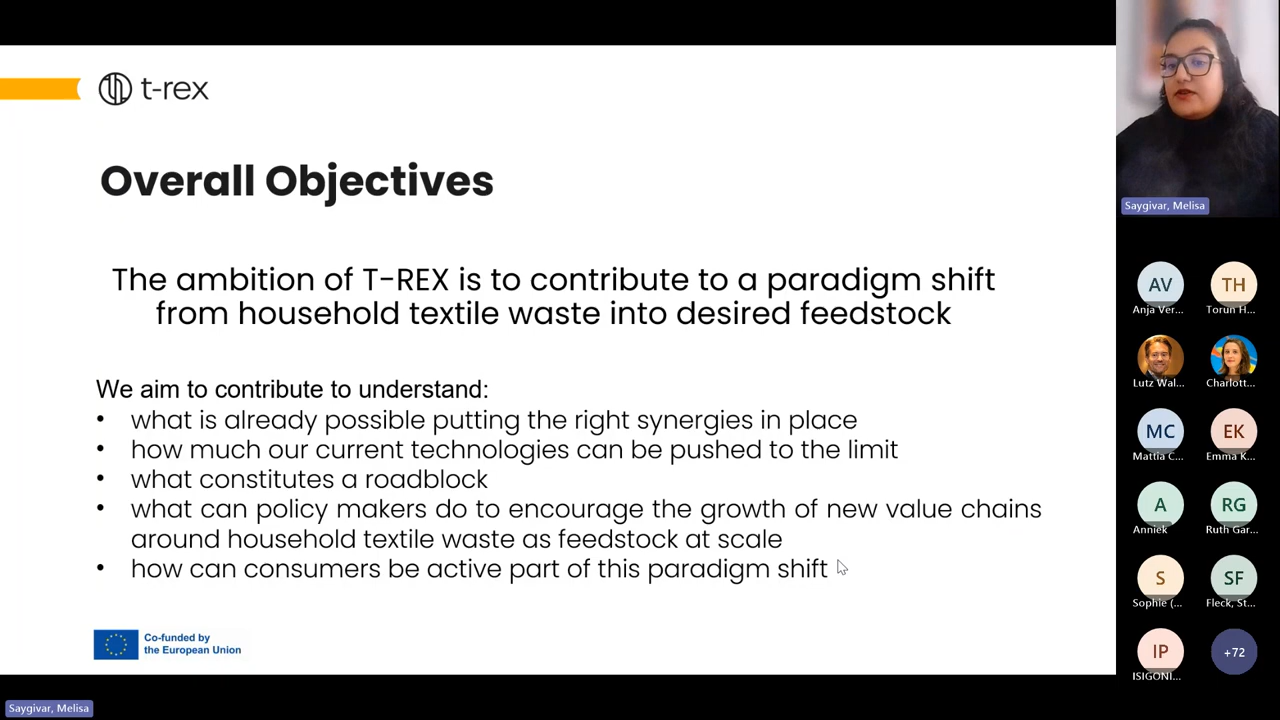 t-rex
Overall Objectives
The ambition of T-REX is to contribute to a paradigm shift
from household textile waste into desired feedstock
We aim to contribute to understand:
• what is already possible putting the right synergies in place
• how much our current technologies can be pushed to the limit
• what constitutes a roadblock
• what can policy makers do to encourage the growth of new value chains
around household textile waste as feedstock at scale
• how can consumers be active part of this paradigm shift
Co-funded by
the European Union
Saygivar, Melisa
Saygivar, Melisa
AV
TH
Anja Ver...
Torun H...
Lutz Wal...
Charlott...
MC
EK
Mattia C...
Emma K...
A
RG
Anniek
Ruth Gar...
S
SF
Sophie (...
Fleck, St...
IP
+72
ISIGONI...